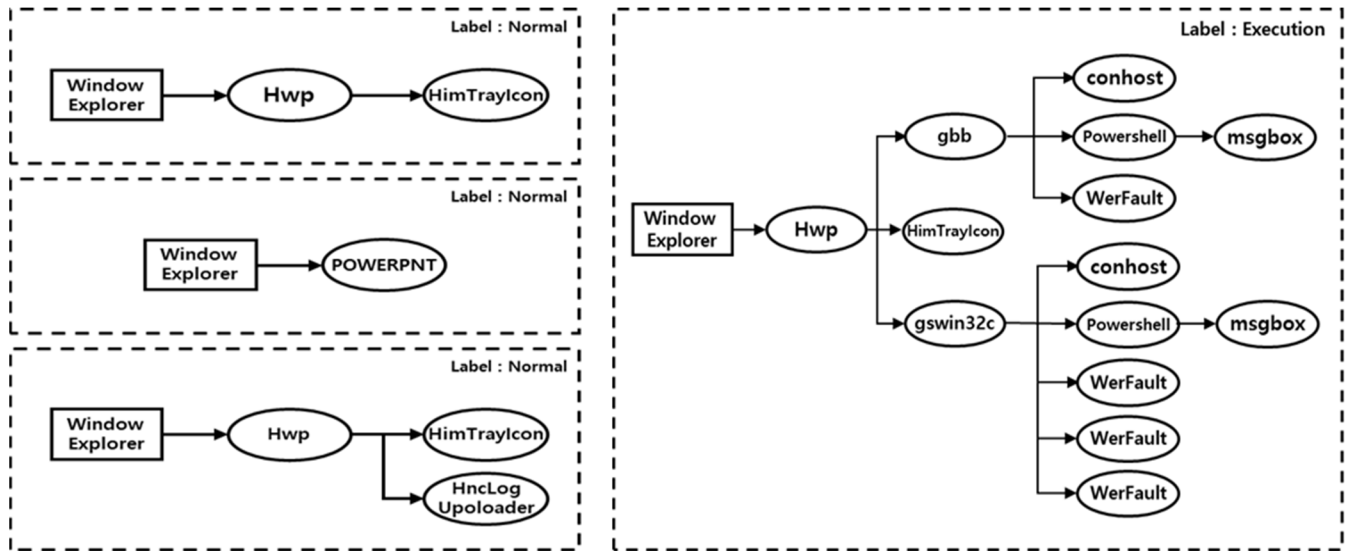 Label : Normal
Window
Explorer
Hwp
HimTrayIcon
Label : Normal
Window
Explorer
POWERPNT
Label : Normal
Window
Explorer
Hwp
HimTrayIcon
HncLog
Upoloader
Label : Execution
Window
Explorer
Hwp
gbb
conhost
Powershell
msgbox
WerFault
HimTrayIcon
gswin32c
conhost
Powershell
msgbox
WerFault
WerFault
WerFault